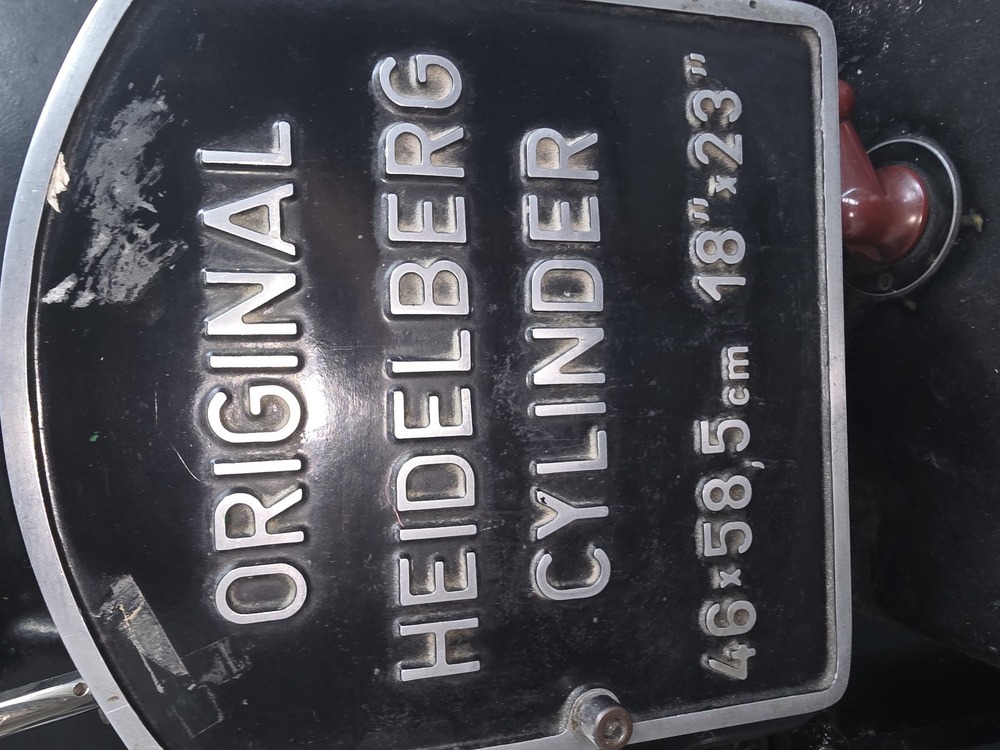 ORIGINAL
HEIDELBERG
CYLINDER
46 x 58,5 cm 18" x 23"